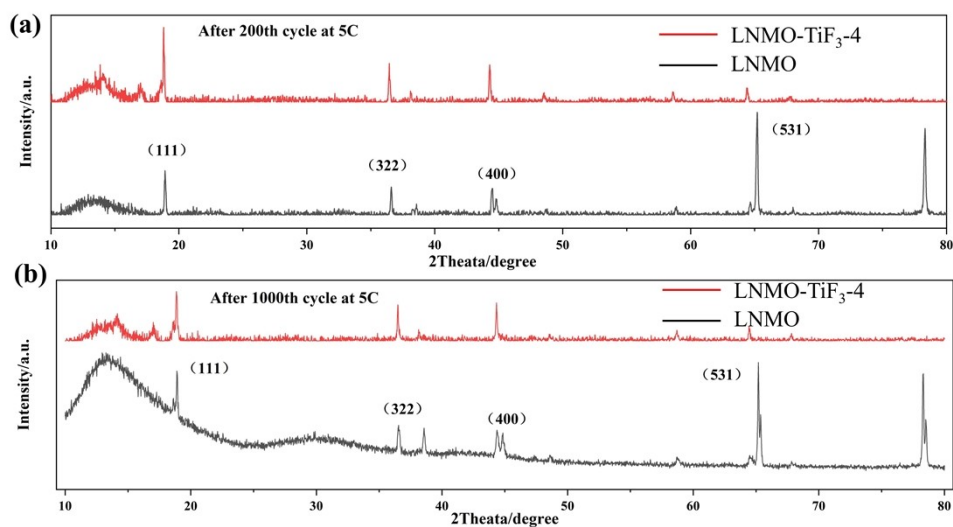 (a)
After 200th cycle at 5C
LNMO-TiF₃-4
LNMO
Intensity/a.u.
(111)
(322)
(400)
(531)
10 20 30 40 50 60 70 80
2Theata/degree
(b)
After 1000th cycle at 5C
LNMO-TiF₃-4
LNMO
Intensity/a.u.
(111)
(322)
(400)
(531)
10 20 30 40 50 60 70 80
2Theata/degree